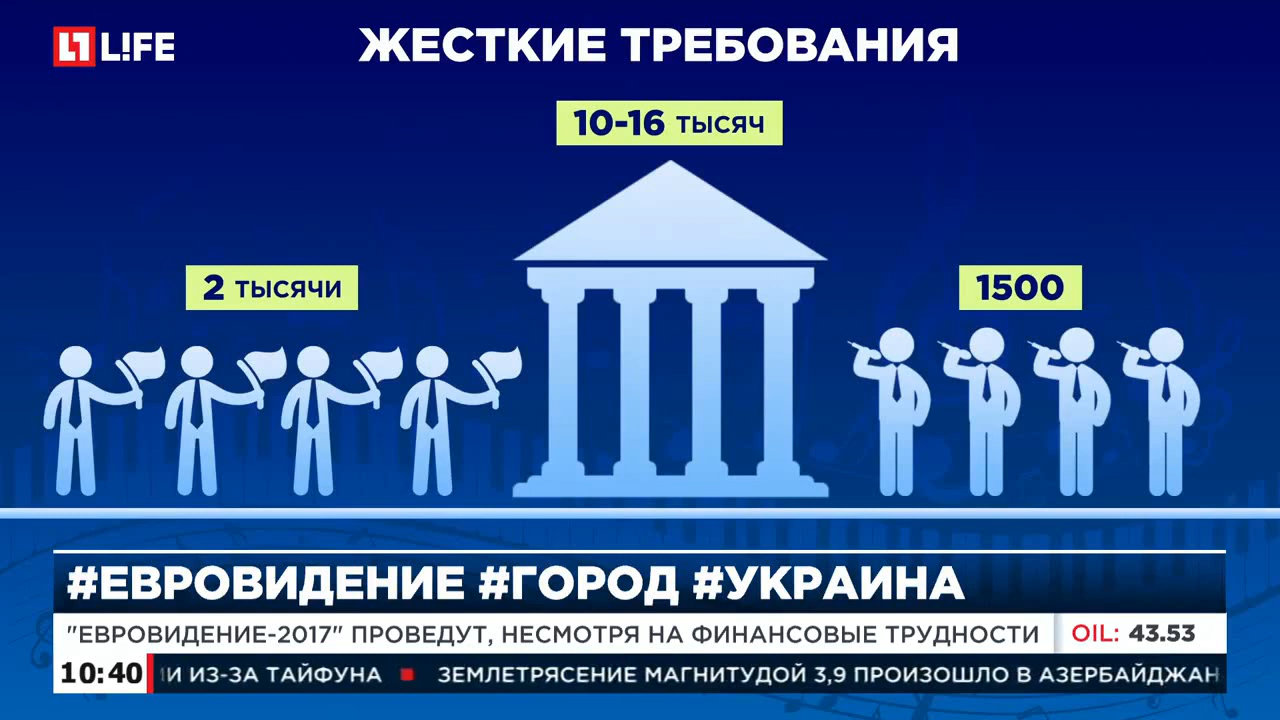 L!FE
ЖЕСТКИЕ ТРЕБОВАНИЯ
10-16 ТЫСЯЧ
2 ТЫСЯЧИ
1500
#ЕВРОВИДЕНИЕ #ГОРОД #УКРАИНА
"ЕВРОВИДЕНИЕ-2017" ПРОВЕДУТ, НЕСМОТРЯ НА ФИНАНСОВЫЕ ТРУДНОСТИ OIL: 43.53
10:40 ИЗ-ЗА ТАЙФУНА ЗЕМЛЕТРЯСЕНИЕ МАГНИТУДОЙ 3,9 ПРОИЗОШЛО В АЗЕРБАЙДЖАН